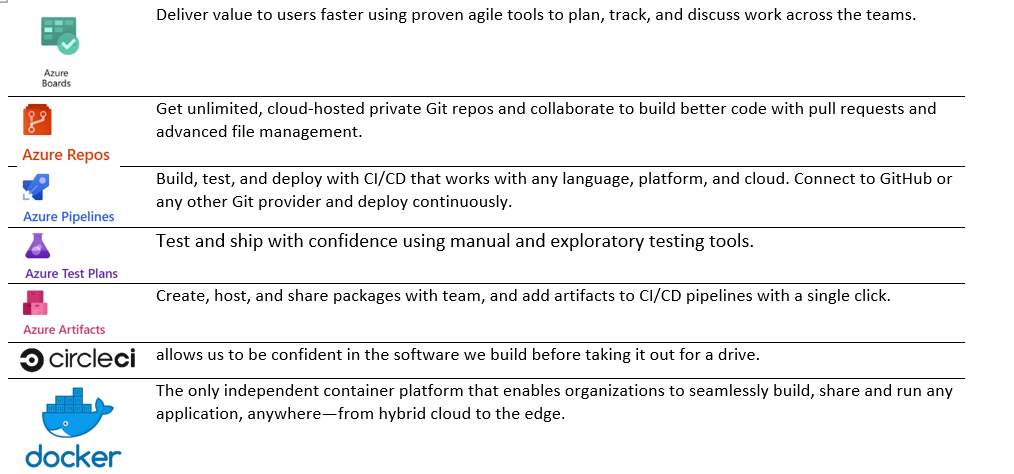 Deliver value to users faster using proven agile tools to plan, track, and discuss work across the teams.
Azure
Boards
Get unlimited, cloud-hosted private Git repos and collaborate to build better code with pull requests and
advanced file management.
Azure Repos
Build, test, and deploy with CI/CD that works with any language, platform, and cloud. Connect to GitHub or
any other Git provider and deploy continuously.
Azure Pipelines
Test and ship with confidence using manual and exploratory testing tools.
Azure Test Plans
Create, host, and share packages with team, and add artifacts to CI/CD pipelines with a single click.
Azure Artifacts
circleci
allows us to be confident in the software we build before taking it out for a drive.
The only independent container platform that enables organizations to seamlessly build, share and run any
application, anywhere—from hybrid cloud to the edge.
docker